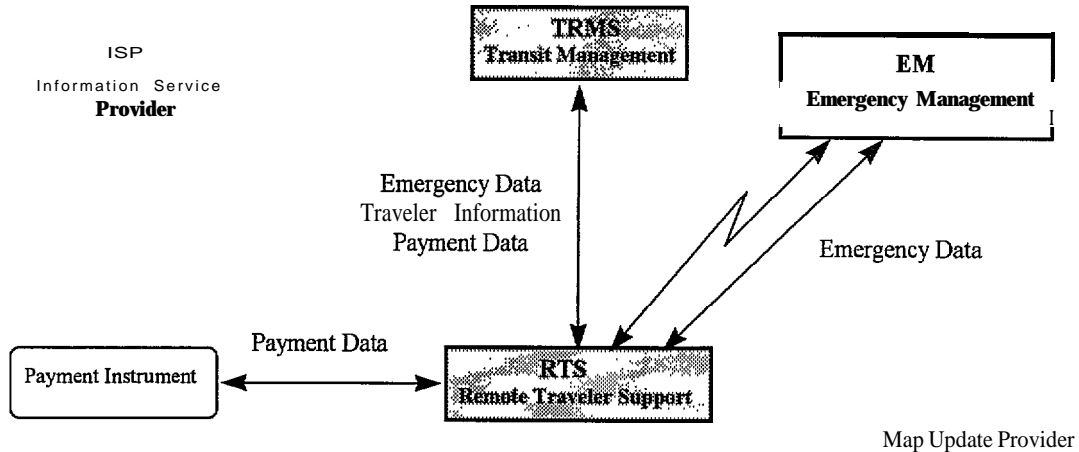 ISP
Information Service
Provider
TRMS
Transit Management
EM
Emergency Management
Emergency Data
Traveler Information
Payment Data
Emergency Data
Payment Data
Payment Instrument
RTS
Remote Traveler Support
Map Update Provider